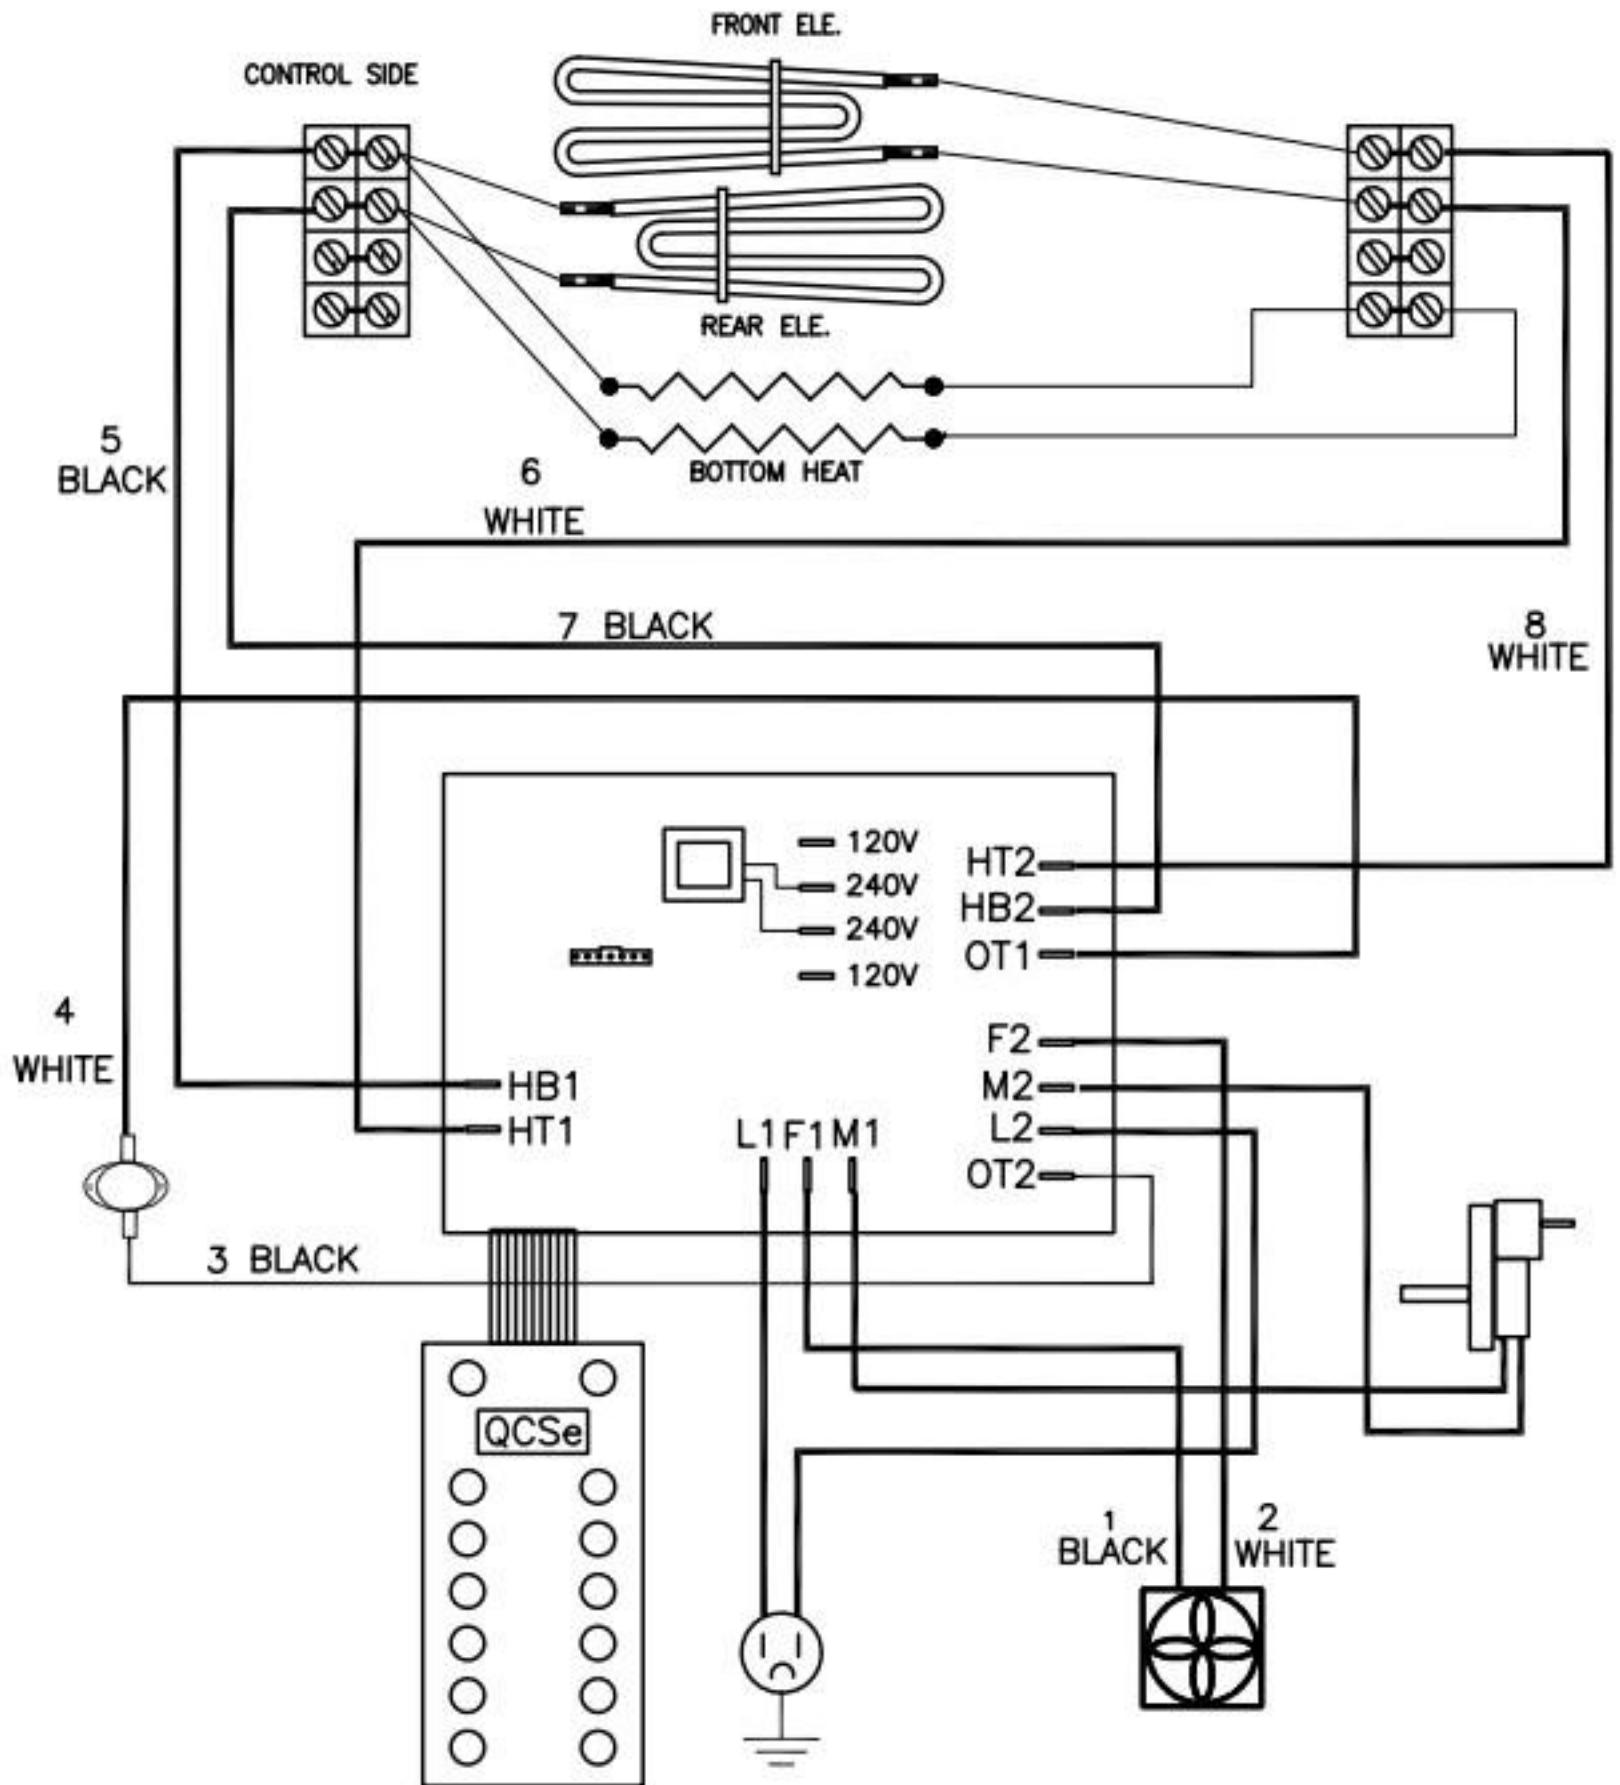 FRONT ELE.
CONTROL SIDE
REAR ELE.
5
BLACK
BOTTOM HEAT
6
WHITE
7 BLACK
8
WHITE
120V
240V
240V
120V
HT2
HB2
OT1
4
WHITE
HB1
HT1
L1 F1 M1
F2
M2
L2
OT2
3 BLACK
QCSe
1
BLACK
2
WHITE